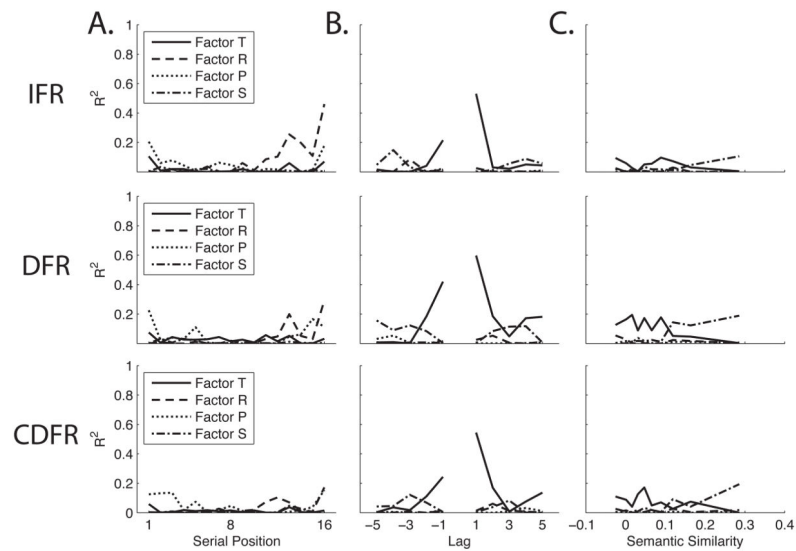 A. B. C.
IFR
R²
1
0.8
0.6
0.4
0.2
Factor T
Factor R
Factor P
Factor S
DFR
R²
1
0.8
0.6
0.4
0.2
Factor T
Factor R
Factor P
Factor S
CDFR
R²
1
0.8
0.6
0.4
0.2
0
Factor T
Factor R
Factor P
Factor S
1 8 16
−5 −3 −1 1 3 5
−0.1 0 0.1 0.2 0.3 0.4
Serial Position Lag Semantic Similarity